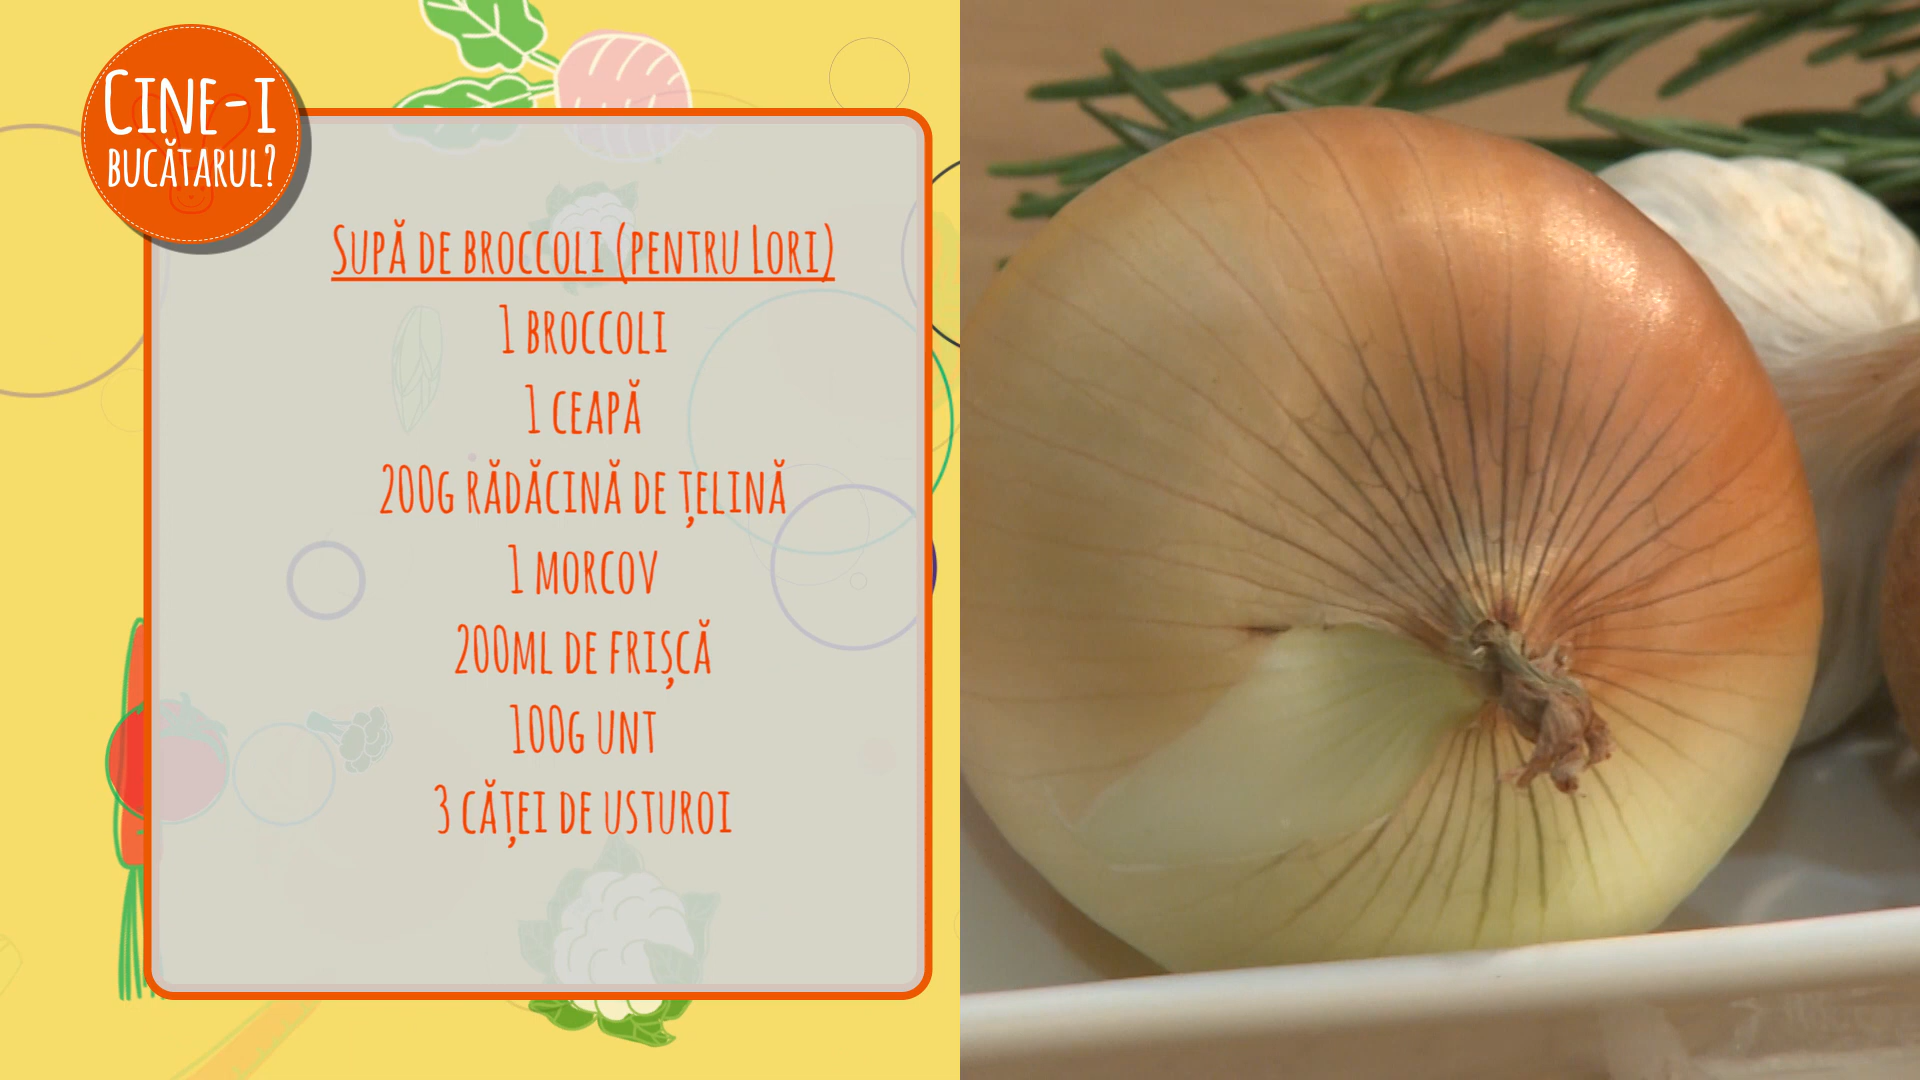 Cine-i
bucătarul?
Supă de broccoli (pentru Lori)
1 broccoli
1 ceapă
200g rădăcină de țelină
1 morcov
200ml de frișcă
100g unt
3 căței de usturoi